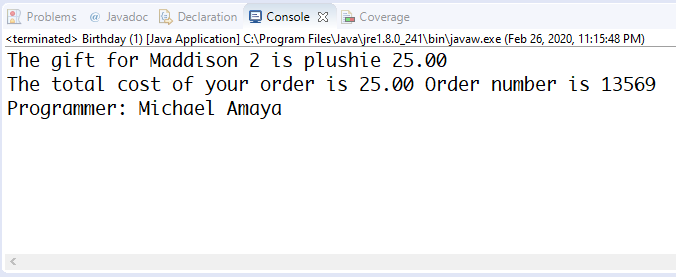 Problems @ Javadoc Declaration Console Coverage
<terminated> Birthday (1) [Java Application] C:\Program Files\Java\jre1.8.0_241\bin\javaw.exe (Feb 26, 2020, 11:15:48 PM)
The gift for Maddison 2 is plushie 25.00
The total cost of your order is 25.00 Order number is 13569
Programmer: Michael Amaya